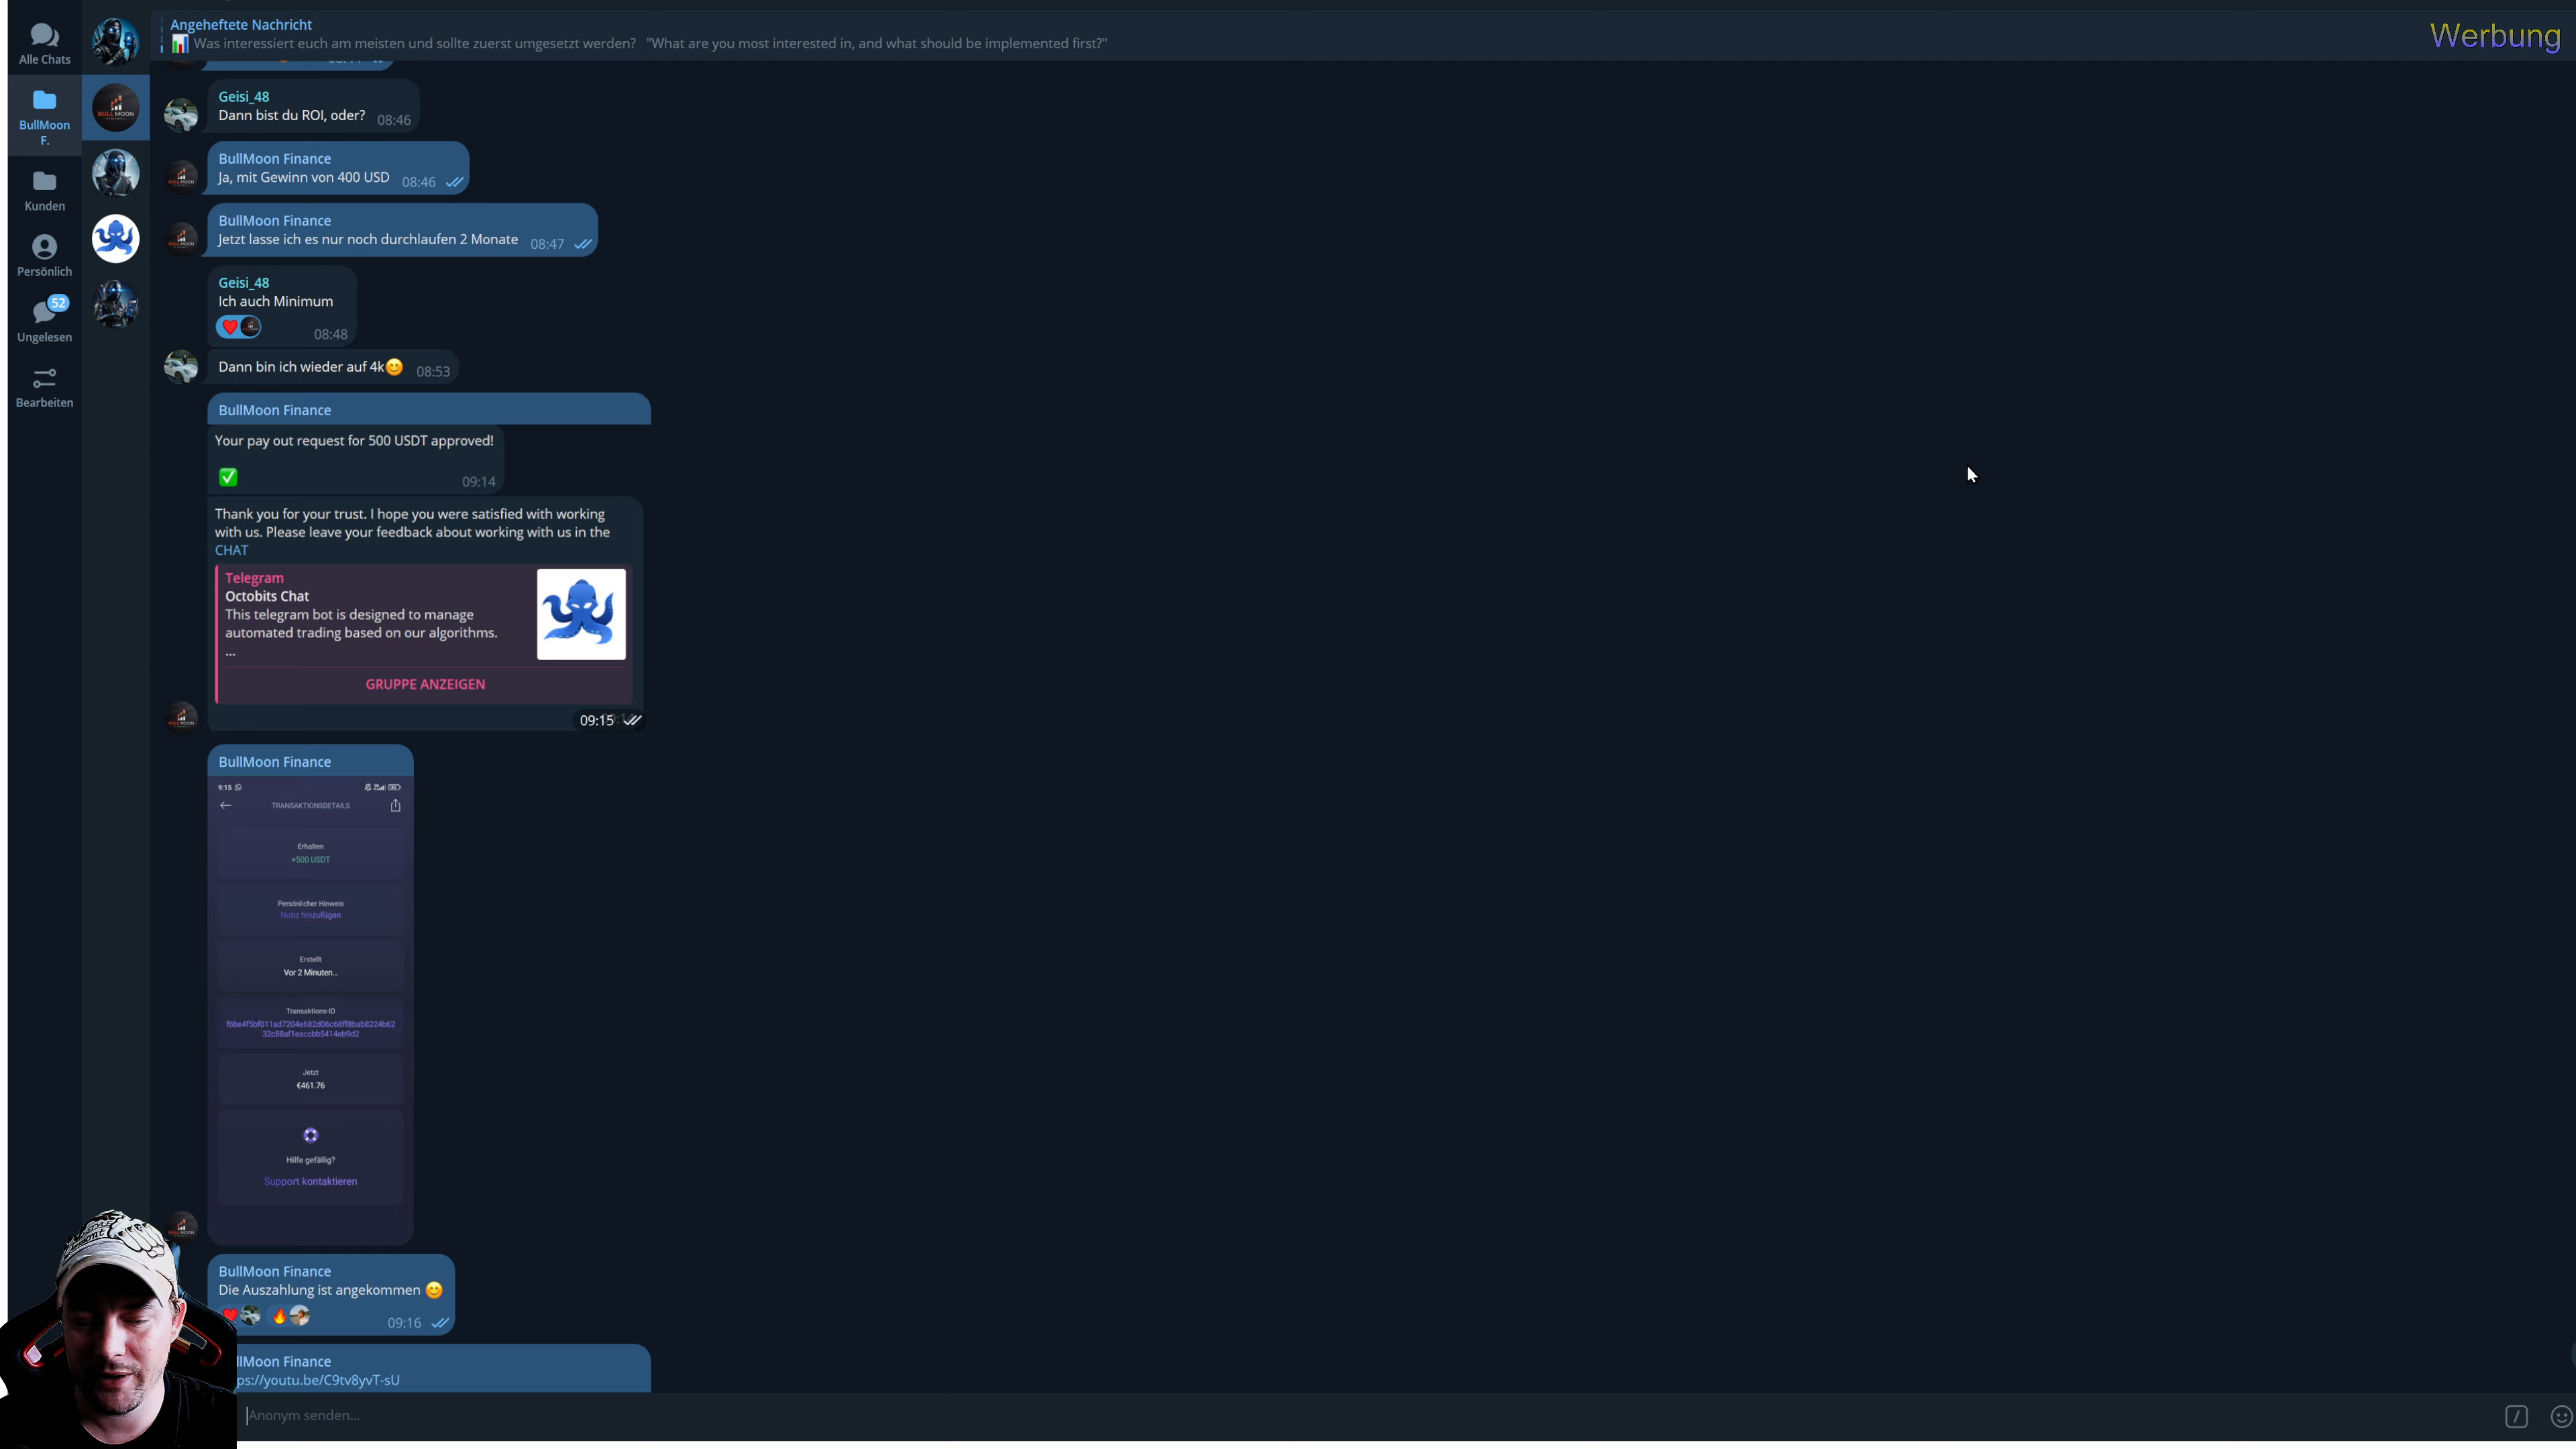 Angeheftete Nachricht
Was interessiert euch am meisten und sollte zuerst umgesetzt werden? "What are you most interested in, and what should be implemented first?"
Werbung
Alle Chats
BullMoon
F.
Kunden
Persönlich
52
Ungelesen
Bearbeiten
BULL MOON
Geisi_48
Dann bist du ROI, oder? 08:46
BullMoon Finance
Ja, mit Gewinn von 400 USD 08:46
BullMoon Finance
Jetzt lasse ich es nur noch durchlaufen 2 Monate 08:47
Geisi_48
Ich auch Minimum
08:48
Dann bin ich wieder auf 4k😊 08:53
BullMoon Finance
Your pay out request for 500 USDT approved!
✅ 09:14
Thank you for your trust. I hope you were satisfied with working
with us. Please leave your feedback about working with us in the
CHAT
Telegram
Octobits Chat
This telegram bot is designed to manage
automated trading based on our algorithms.
...
GRUPPE ANZEIGEN
09:15
BullMoon Finance
9:15
TRANSAKTIONSDETAILS
Erhalten
+500 USDT
Persönlicher Hinweis
Notiz hinzufügen
Erstellt
Vor 2 Minuten...
Transaktions-ID
f6be4f5bf011ad7204e682d06c68ff8bab8224b62
32c88af1eaccbb5414eb9d2
Jetzt
€461.76
Hilfe gefällig?
Support kontaktieren
BullMoon Finance
Die Auszahlung ist angekommen 😊
09:16
llMoon Finance
ps://youtu.be/C9tv8yvT-sU
Anonym senden...